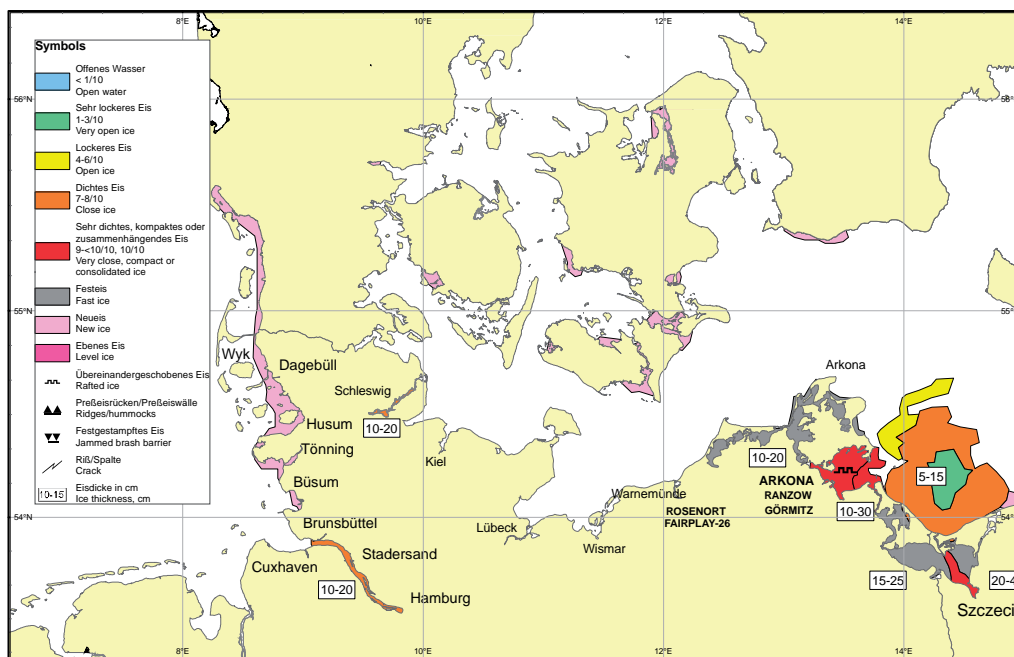 8°E
10°E
12°E
14°E
Symbols
Offenes Wasser
< 1/10
Open water
Sehr lockeres Eis
1-3/10
Very open ice
Lockeres Eis
4-6/10
Open ice
Dichtes Eis
7-8/10
Close ice
Sehr dichtes, kompaktes oder
zusammenhängendes Eis
9-<10/10, 10/10
Very close, compact or
consolidated ice
Festeis
Fast ice
Neueis
New ice
Ebenes Eis
Level ice
Übereinandergeschobenes Eis
Rafted ice
Preßeisrücken/Preßeiswälle
Ridges/hummocks
Festgestampftes Eis
Jammed brash barrier
Riß/Spalte
Crack
10-15
Eisdicke in cm
Ice thickness, cm
56°N
55°N
54°N
Wyk
Dagebüll
Schleswig
10-20
Husum
Tönning
Büsum
Kiel
Brunsbüttel
Stadersand
Cuxhaven
10-20
Hamburg
Lübeck
Wismar
Warnemünde
ROSENORT
FAIRPLAY-26
Arkona
10-20
ARKONA
RANZOW
GÖRMITZ
10-30
5-15
15-25
20-4
Szczeci
8°E
10°E
12°E
14°E